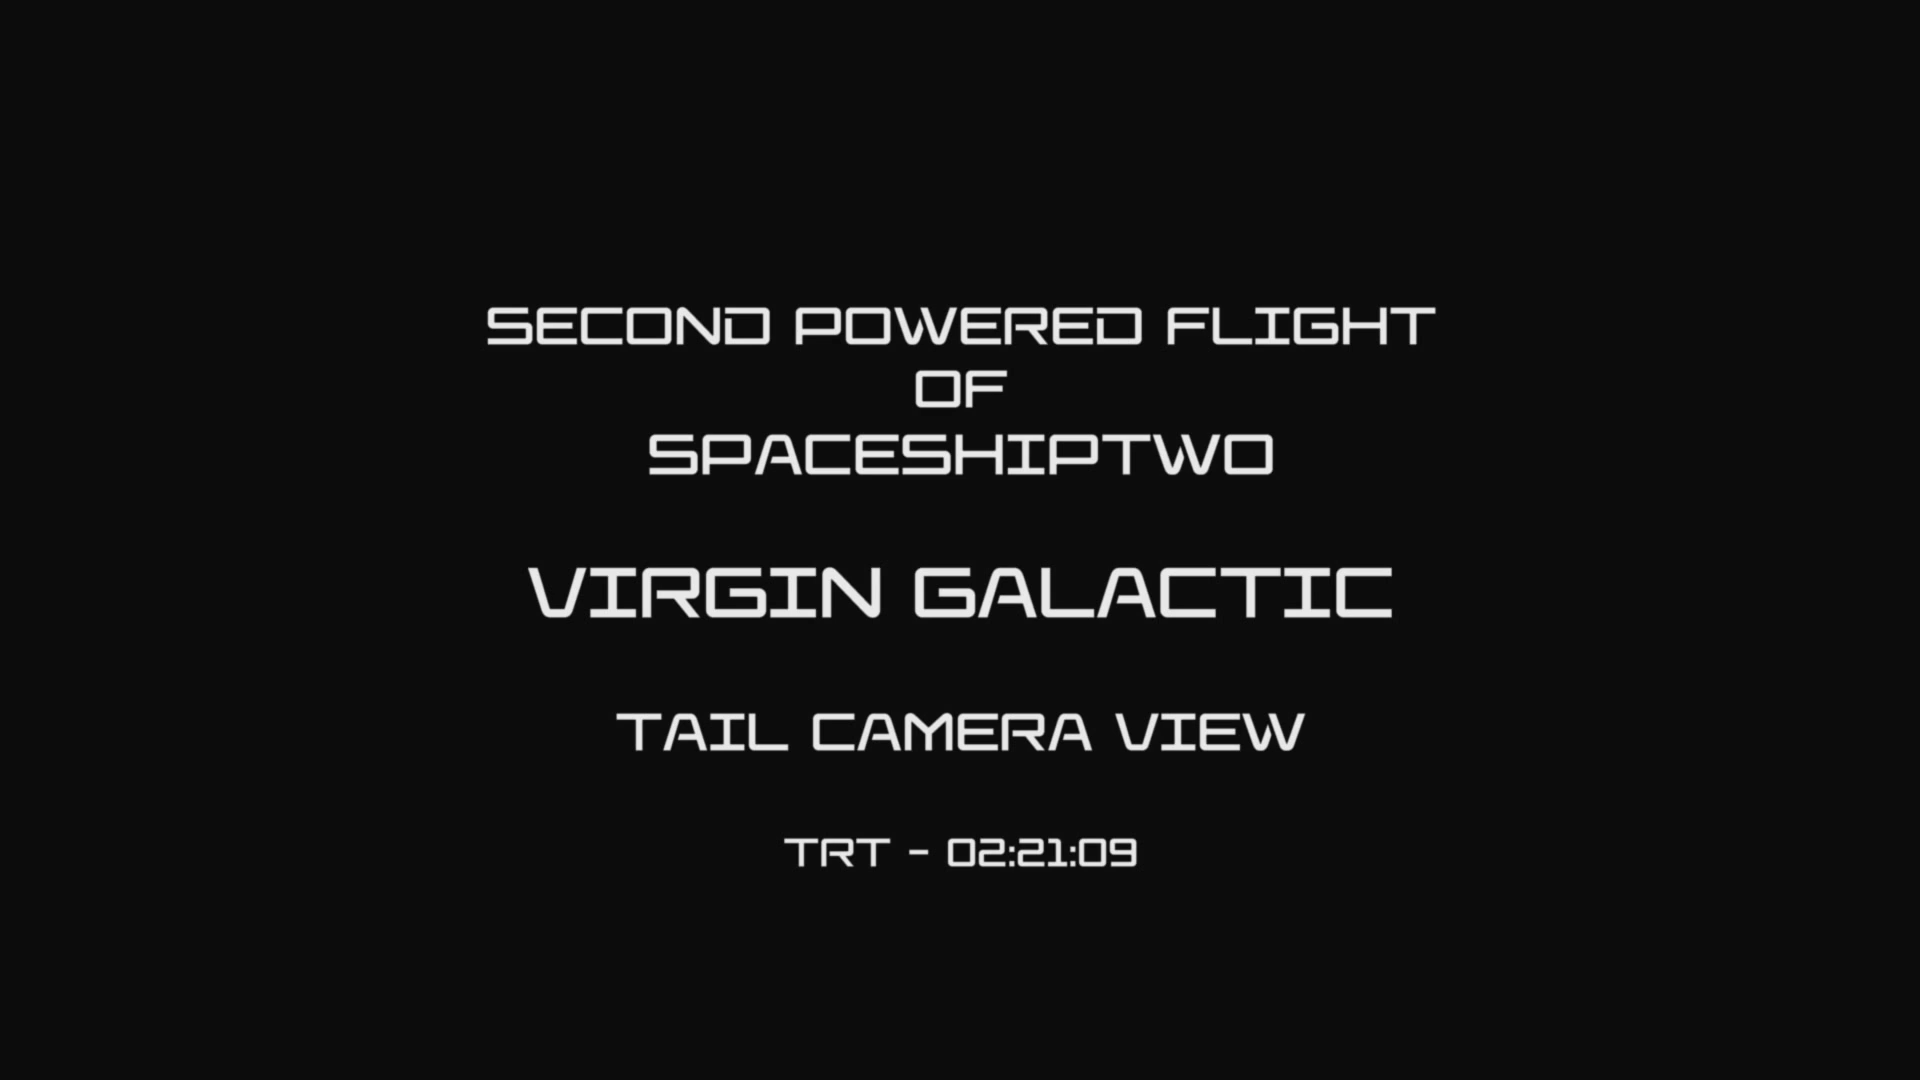 SECOND POWERED FLIGHT
OF
SPACESHIPTWO
VIRGIN GALACTIC
TAIL CAMERA VIEW
TRT - 02:21:09